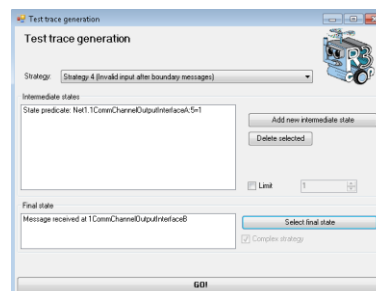 Test trace generation
Test trace generation
Strategy: Strategy 4 (Invalid input after boundary messages)
Intermediate states
State predicate: Net1.1CommChannelOutputInterfaceA:5=1
Add new intermediate state
Delete selected
Limit 1
Final state
Message received at 1CommChannelOutputInterfaceB
Select final state
Complex strategy
GO!